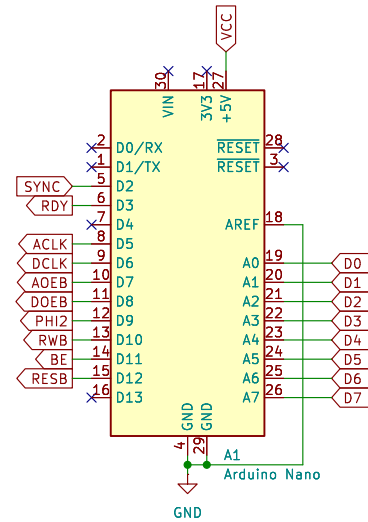 VCC
30
17
27
VIN
3V3
+5V
2 D0/RX
RESET 28
1 D1/TX
RESET 3
SYNC 5 D2
RDY 6 D3
7 D4
AREF 18
ACLK 8 D5
DCLK 9 D6
A0 19 D0
AOEB 10 D7
A1 20 D1
DOEB 11 D8
A2 21 D2
PHI2 12 D9
A3 22 D3
RWB 13 D10
A4 23 D4
BE 14 D11
A5 24 D5
RESB 15 D12
A6 25 D6
16 D13
A7 26 D7
GND
GND
4
29
A1
Arduino Nano
GND